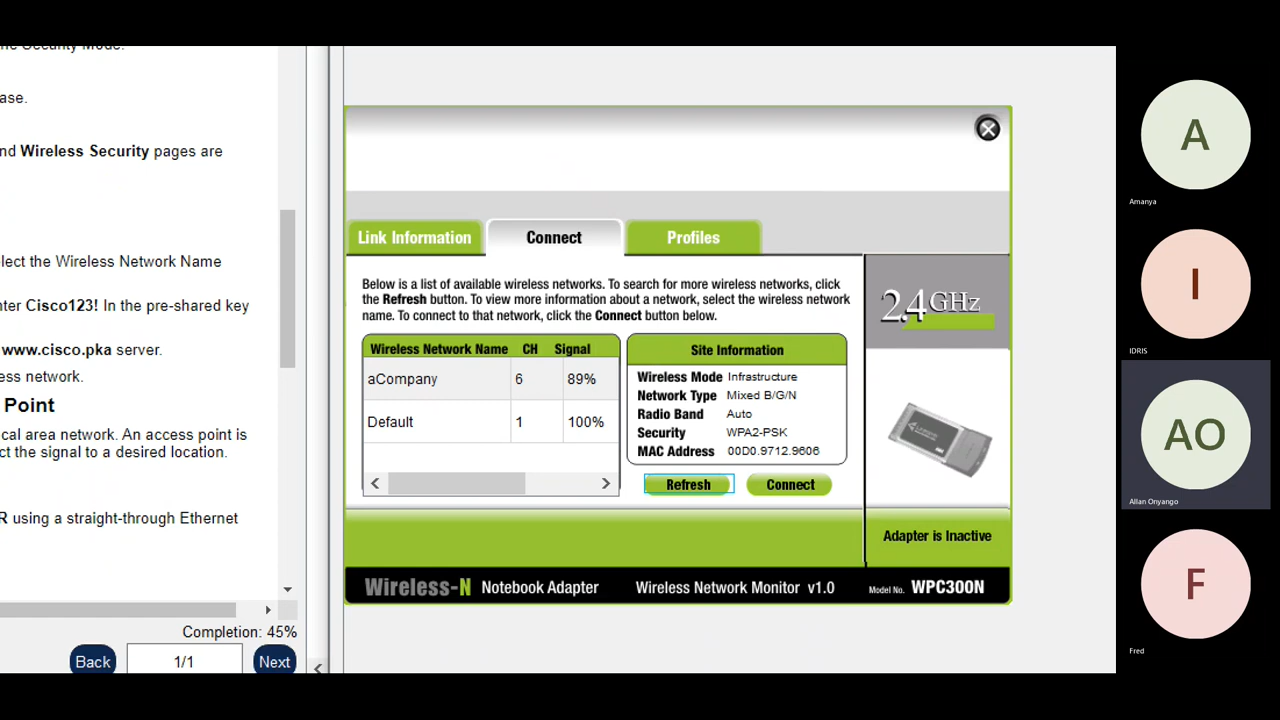 ne Security Mode.
ase.
nd Wireless Security pages are
lect the Wireless Network Name
nter Cisco123! In the pre-shared key
www.cisco.pka server.
ess network.
Point
cal area network. An access point is
ct the signal to a desired location.
R using a straight-through Ethernet
Completion: 45%
Back
1/1
Next
Link Information
Connect
Profiles
Below is a list of available wireless networks. To search for more wireless networks, click
the Refresh button. To view more information about a network, select the wireless network
name. To connect to that network, click the Connect button below.
Wireless Network Name CH Signal
aCompany 6 89%
Default 1 100%
Site Information
Wireless Mode Infrastructure
Network Type Mixed B/G/N
Radio Band Auto
Security WPA2-PSK
MAC Address 00D0.9712.9606
Refresh
Connect
2.4GHz
Adapter is Inactive
Wireless-N Notebook Adapter Wireless Network Monitor v1.0 Model No. WPC300N
A
Amanya
I
IDRIS
AO
Allan Onyango
F
Fred